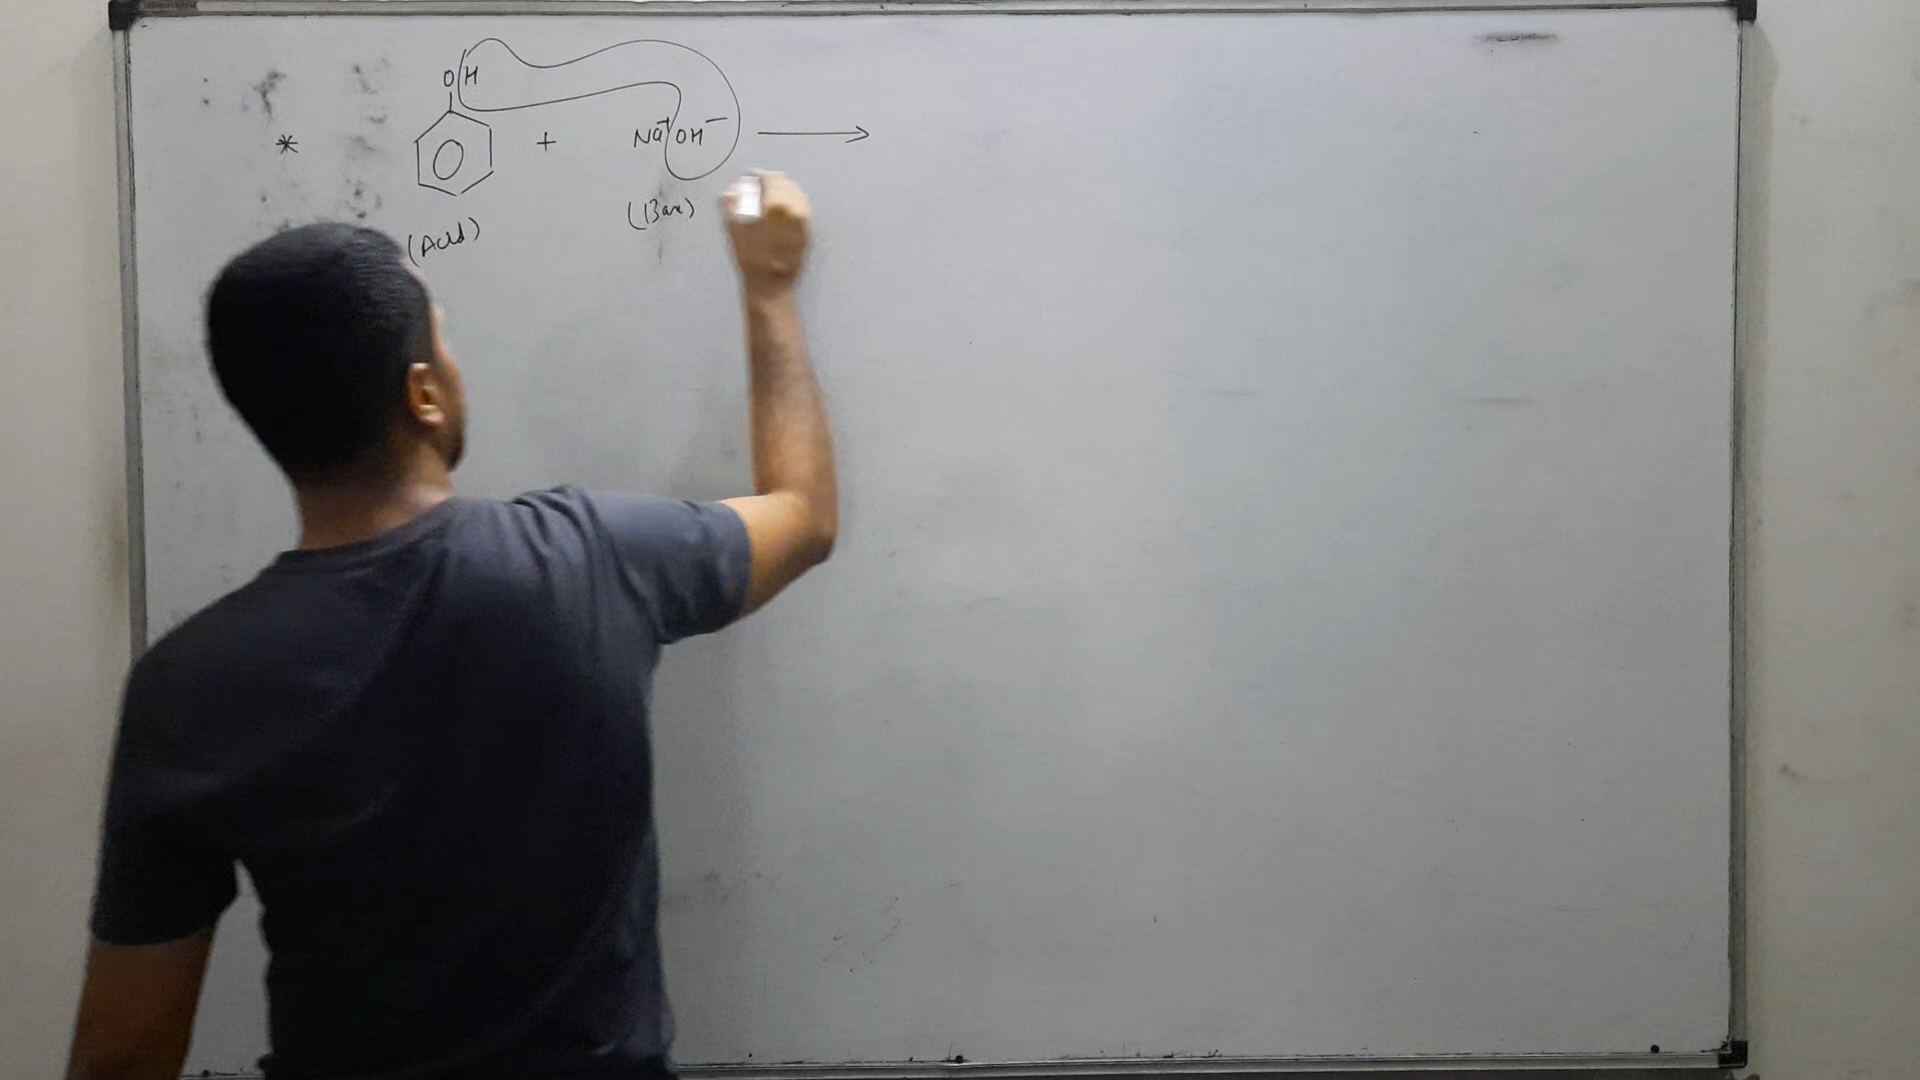 OH
* + Na⁺ OH⁻ ⟶
(Acid) (Base)